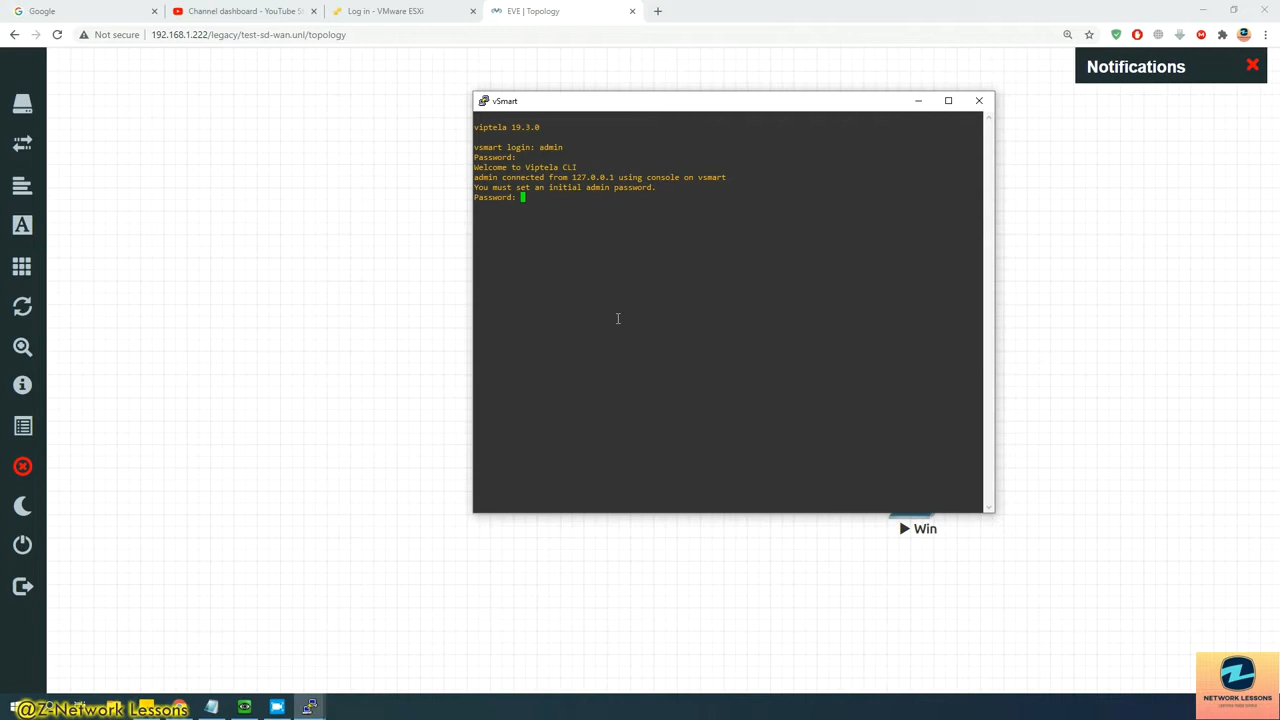 Google
Channel dashboard - YouTube S
Log in - VMware ESXi
EVE | Topology
Not secure
192.168.1.222/legacy/test-sd-wan.unl/topology
Notifications
vSmart
viptela 19.3.0
vsmart login: admin
Password:
Welcome to Viptela CLI
admin connected from 127.0.0.1 using console on vsmart
You must set an initial admin password.
Password:
Win
@Z-Network Lessons
NETWORK LESSONS